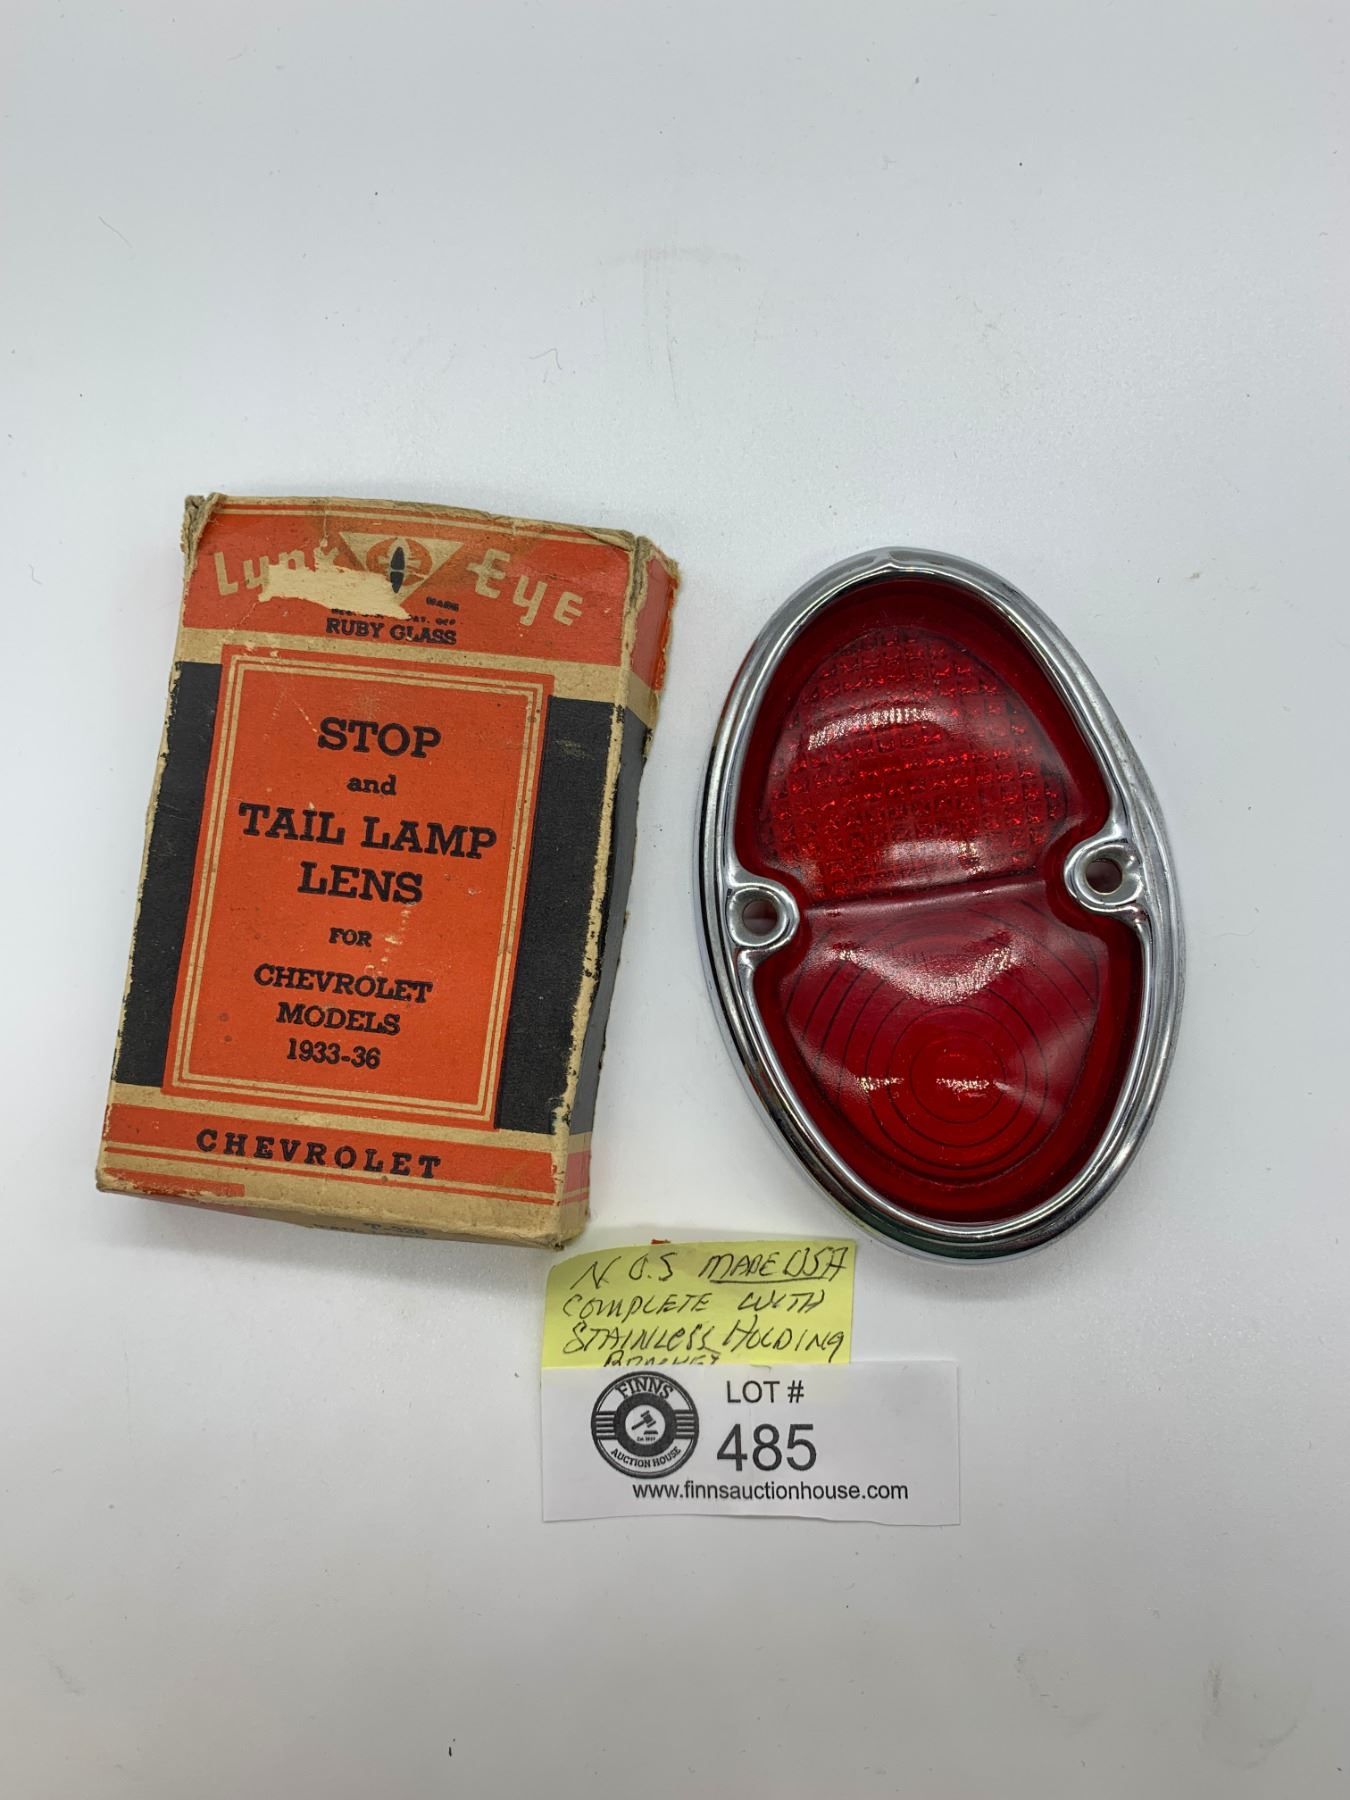 Lynx Eye
RUBY GLASS
STOP
and
TAIL LAMP
LENS
FOR
CHEVROLET
MODELS
1933-36
CHEVROLET
N.O.S MADE USA
COMPLETE WITH
STAINLESS HOLDING
BRACKET
FINNS
AUCTION HOUSE
LOT #
485
www.finnsauctionhouse.com